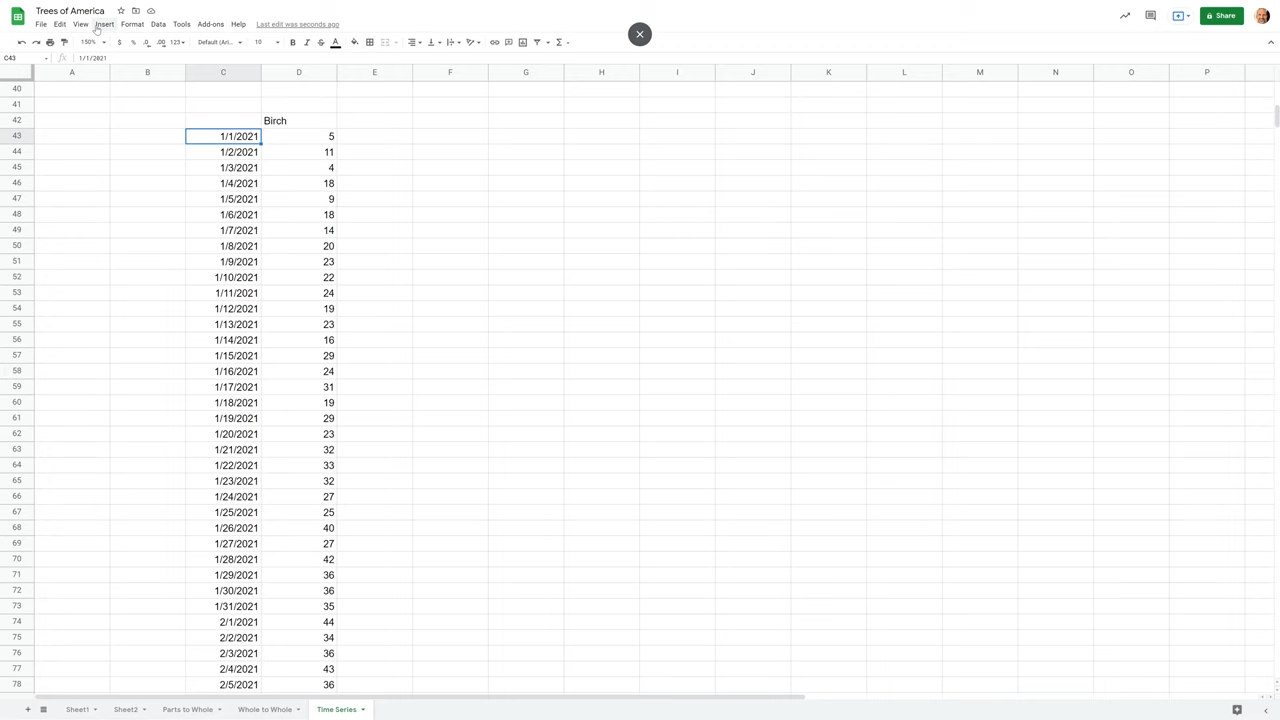 Trees of America
File Edit View Insert Format Data Tools Add-ons Help Last edit was seconds ago
Share
150% $ % .0 .00 123 Default (Ari... 10 B I S A
C43 fx 1/1/2021
A B C D E F G H I J K L M N O P
40
41
42 Birch
43 1/1/2021 5
44 1/2/2021 11
45 1/3/2021 4
46 1/4/2021 18
47 1/5/2021 9
48 1/6/2021 18
49 1/7/2021 14
50 1/8/2021 20
51 1/9/2021 23
52 1/10/2021 22
53 1/11/2021 24
54 1/12/2021 19
55 1/13/2021 23
56 1/14/2021 16
57 1/15/2021 29
58 1/16/2021 24
59 1/17/2021 31
60 1/18/2021 19
61 1/19/2021 29
62 1/20/2021 23
63 1/21/2021 32
64 1/22/2021 33
65 1/23/2021 32
66 1/24/2021 27
67 1/25/2021 25
68 1/26/2021 40
69 1/27/2021 27
70 1/28/2021 42
71 1/29/2021 36
72 1/30/2021 36
73 1/31/2021 35
74 2/1/2021 44
75 2/2/2021 34
76 2/3/2021 36
77 2/4/2021 43
78 2/5/2021 36
Sheet1 Sheet2 Parts to Whole Whole to Whole Time Series